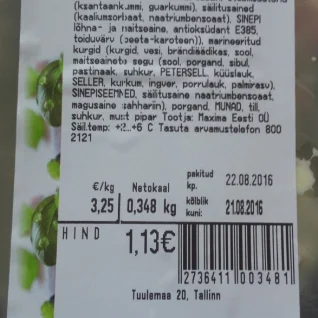 (ksantaankummi, guarkummi), säilitusained
(kaaliumsorbaat, naatriumbensoaat), SINEPI
lõhna- ja maitseaine, antioksüdant E385,
toiduvärv (beeta-karoteen)), marineeritud
kurgid (kurgid, vesi, brändiäädikas, sool,
maitseainete segu (sool, porgand, sibul,
pastinaak, suhkur, PETERSELL, küüslauk,
SELLER, kurkum, ingver, porrulauk, palmirasv),
SINEPISEEMNED, säilitusaine naatriumbensoaat,
magusaine sahhariin), porgand, MUNAD, till,
suhkur, must pipar Tootja: Maxima Eesti OÜ
Säil.temp: +2..+6 C Tasuta arvamustelefon 800
2121
pakitud
kp. 22.08.2016
€/kg Netokaal
3,25 0,348 kg
kõlblik
kuni: 21.08.2016
HIND 1,13€
2736411 003481
Tuulemaa 20, Tallinn